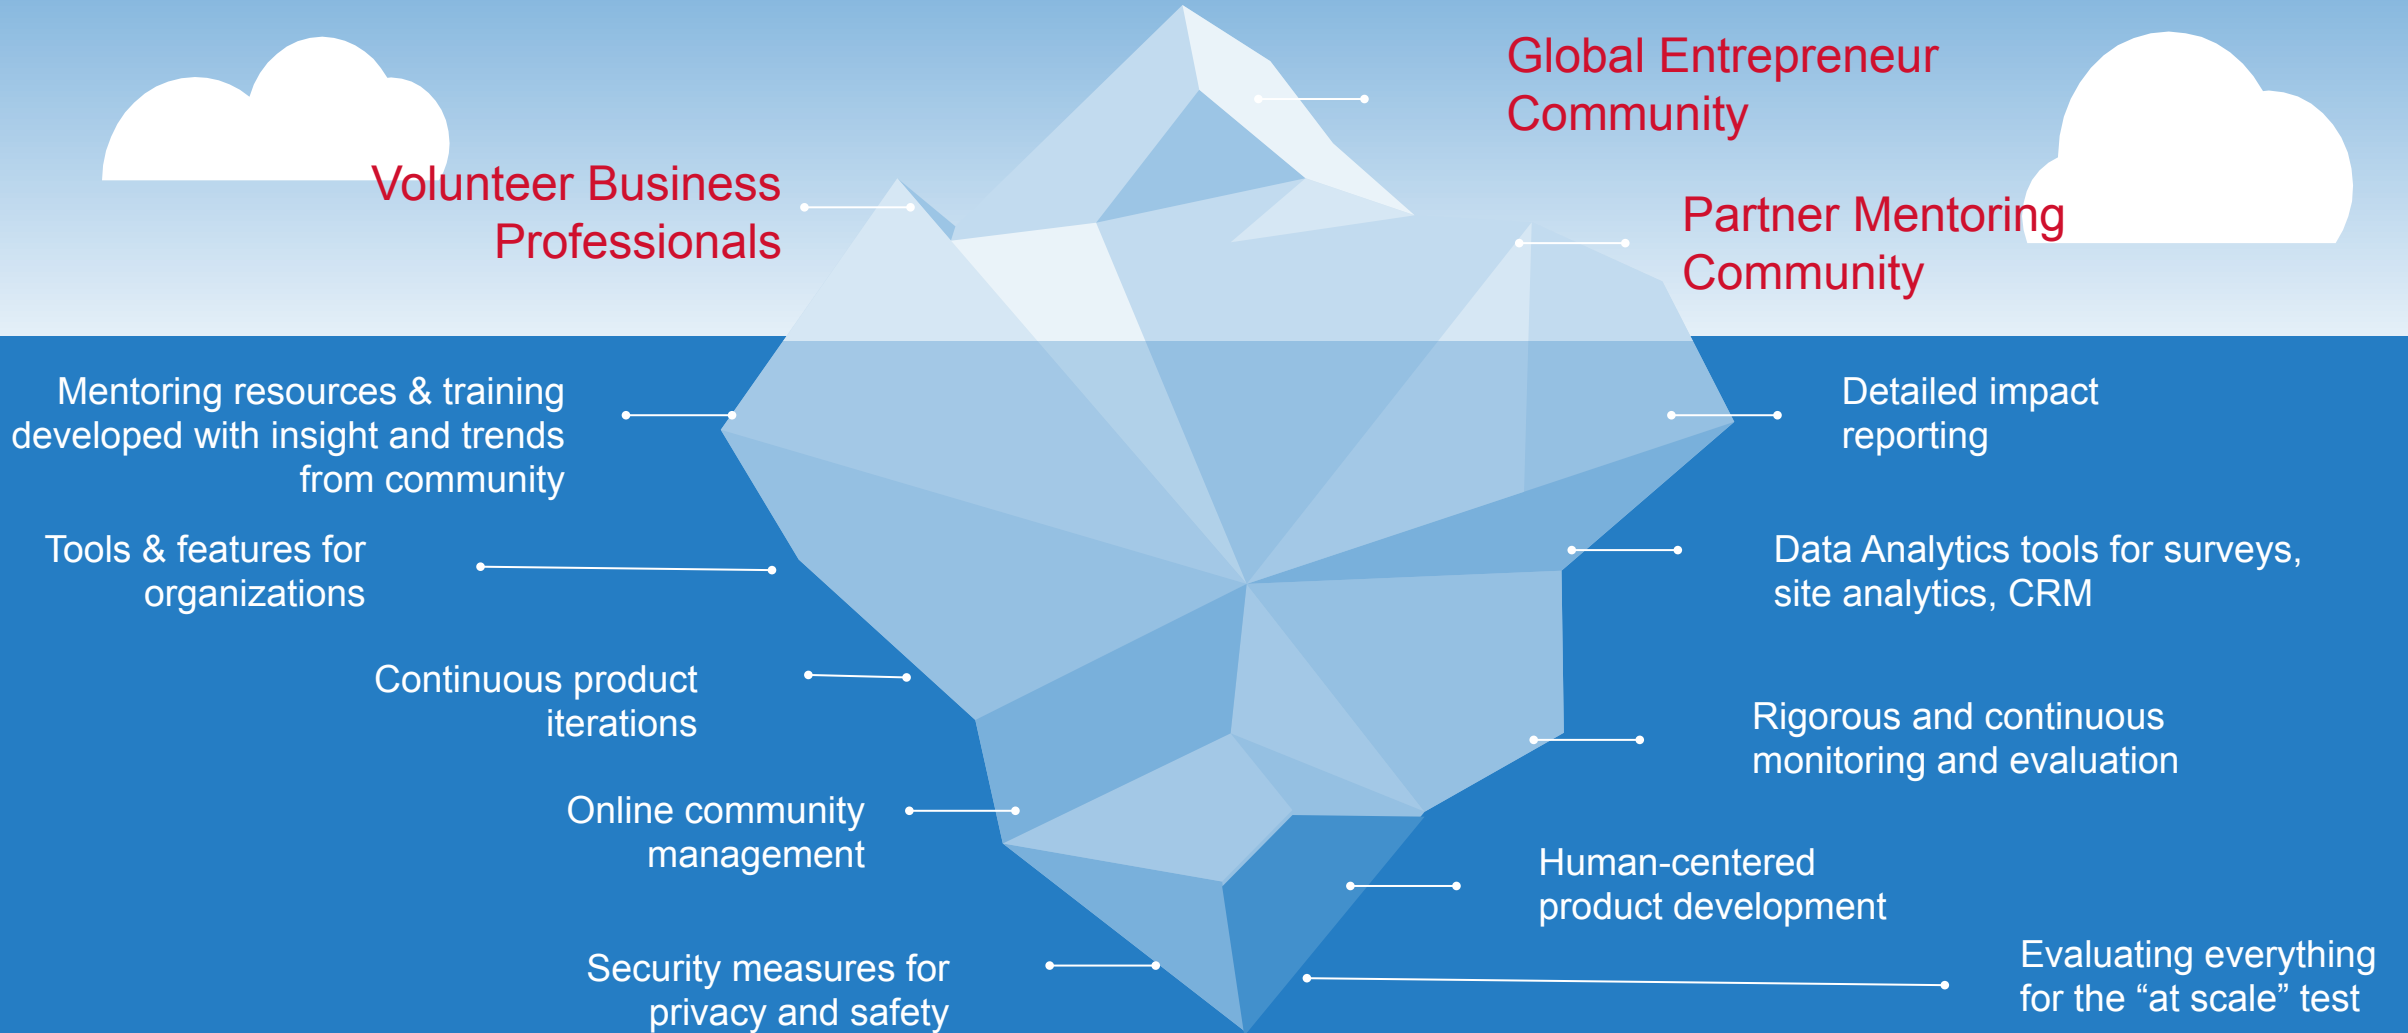 Global Entrepreneur
Community
Volunteer Business
Professionals
Partner Mentoring
Community
Mentoring resources & training
developed with insight and trends
from community
Detailed impact
reporting
Tools & features for
organizations
Data Analytics tools for surveys,
site analytics, CRM
Continuous product
iterations
Rigorous and continuous
monitoring and evaluation
Online community
management
Human-centered
product development
Security measures for
privacy and safety
Evaluating everything
for the “at scale” test